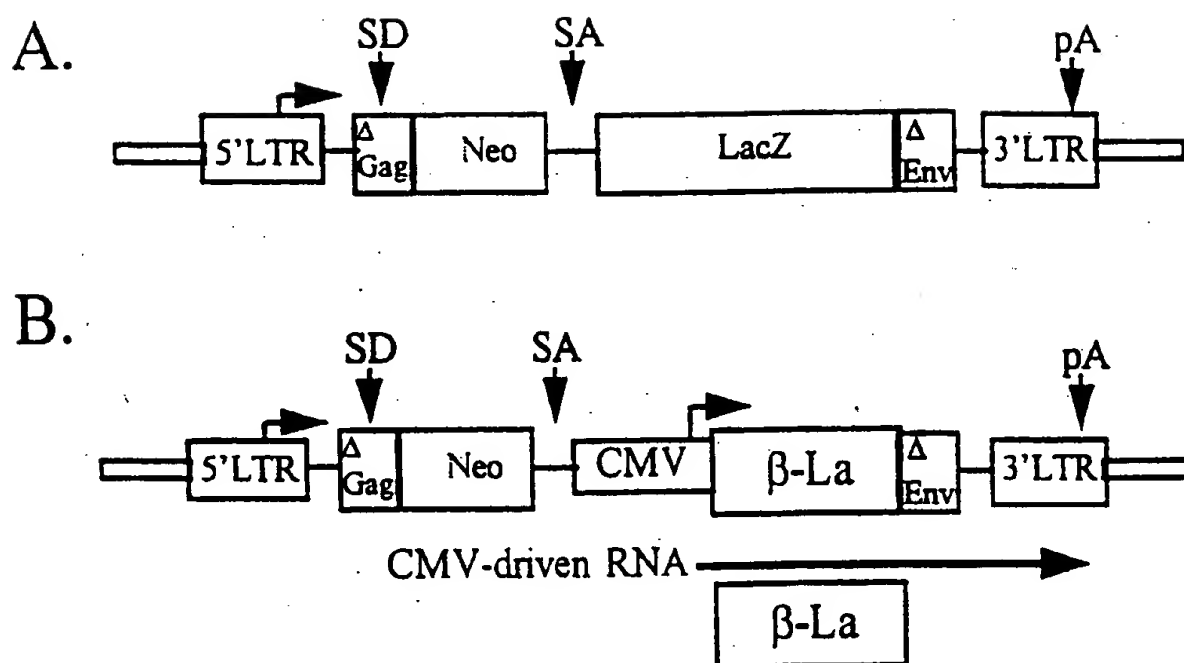 A.
SD
SA
pA
5'LTR
Δ
Gag
Neo
LacZ
Δ
Env
3'LTR
B.
SD
SA
pA
5'LTR
Δ
Gag
Neo
CMV
β-La
Δ
Env
3'LTR
CMV-driven RNA
β-La